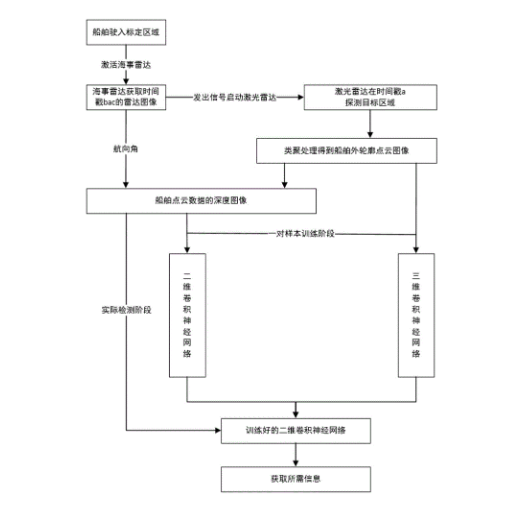 船舶驶入标定区域
激活海事雷达
海事雷达获取时间
戳bac的雷达图像
发出信号启动激光雷达
激光雷达在时间戳a
探测目标区域
航向角
类聚处理得到船舶外轮廓点云图像
船舶点云数据的深度图像
对样本训练阶段
二维卷积神经网络
三维卷积神经网络
实际检测阶段
训练好的二维卷积神经网络
获取所需信息